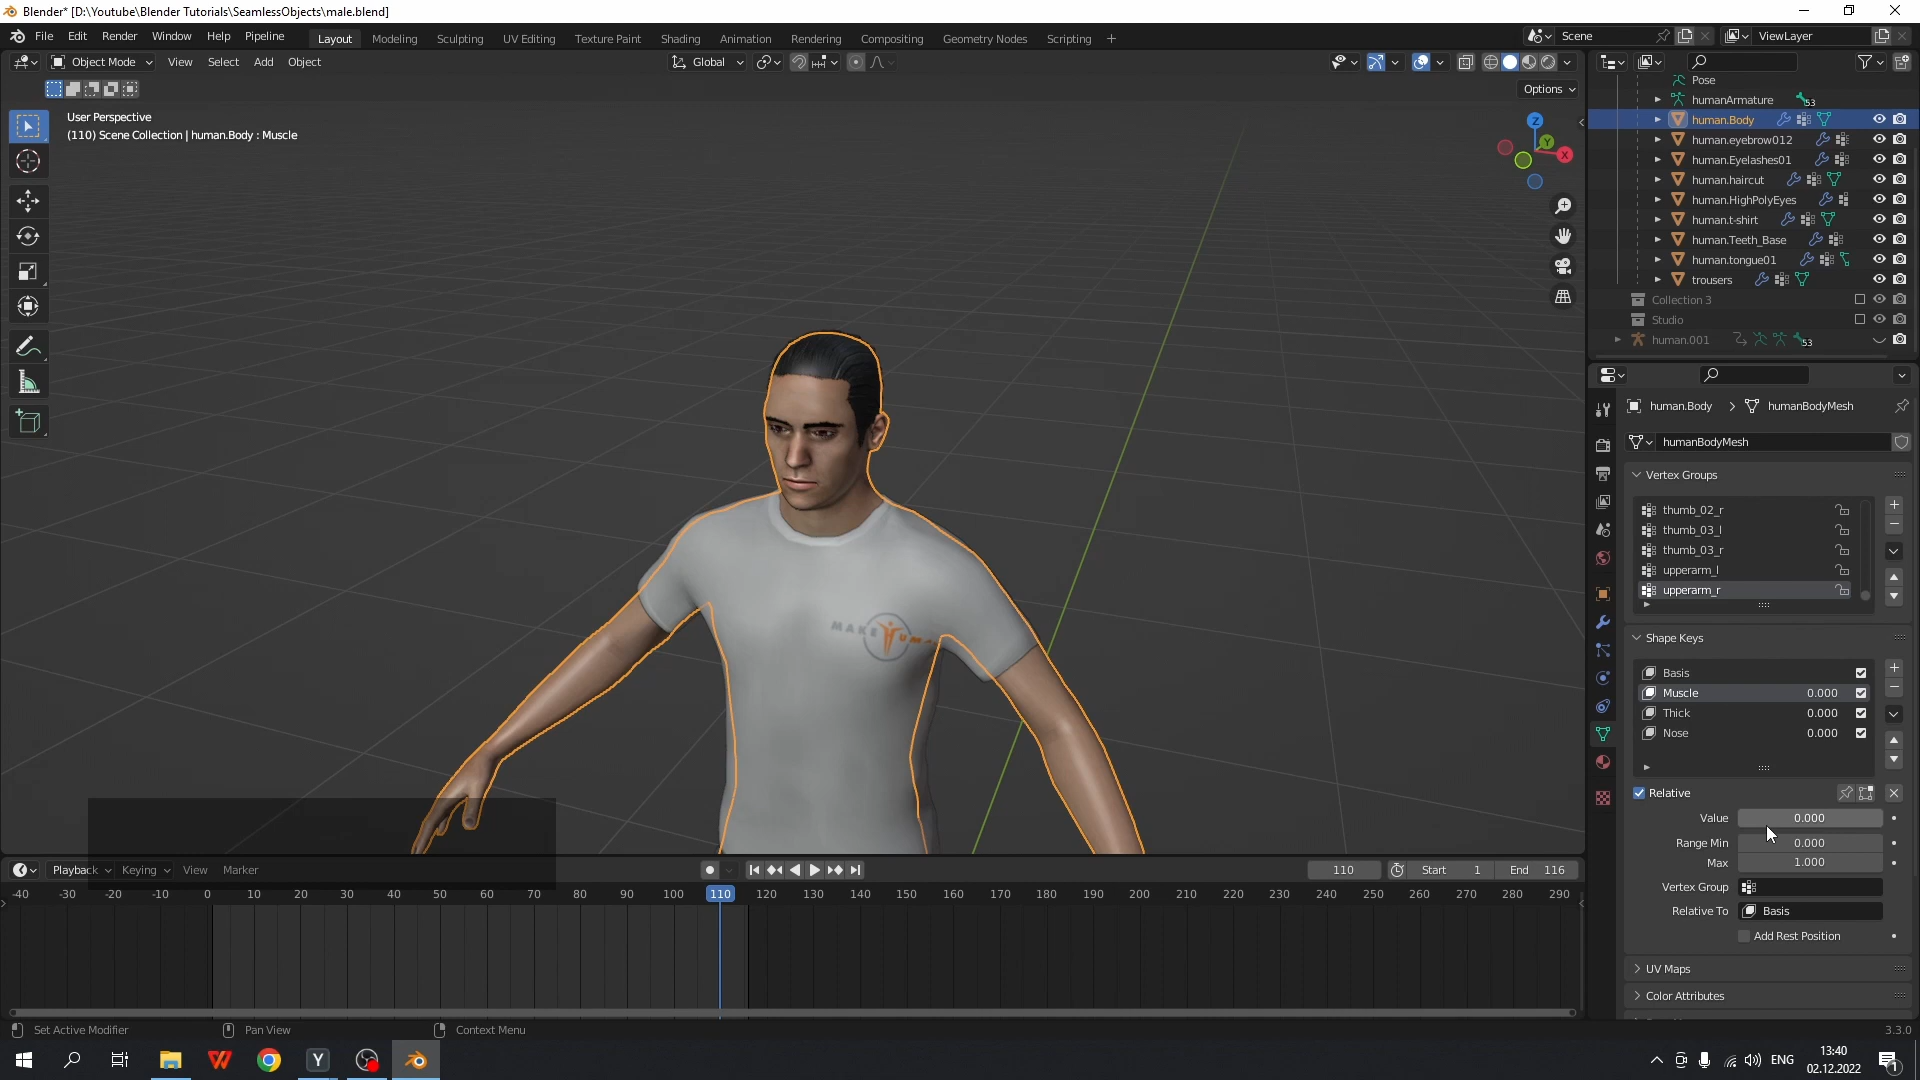 Blender* [D:\Youtube\Blender Tutorials\SeamlessObjects\male.blend]
File Edit Render Window Help Pipeline Layout Modeling Sculpting UV Editing Texture Paint Shading Animation Rendering Compositing Geometry Nodes Scripting + Scene ViewLayer
Object Mode View Select Add Object Global
Options
User Perspective
(110) Scene Collection | human.Body : Muscle
Z
Y
X
Pose
humanArmature 53
human.Body
human.eyebrow012
human.Eyelashes01
human.haircut
human.HighPolyEyes
human.t-shirt
human.Teeth_Base
human.tongue01
trousers
Collection 3
Studio
human.001 53
human.Body > humanBodyMesh
humanBodyMesh
Vertex Groups
thumb_02_r
thumb_03_l
thumb_03_r
upperarm_l
upperarm_r
Shape Keys
Basis
Muscle 0.000
Thick 0.000
Nose 0.000
Relative
Value 0.000
Range Min 0.000
Max 1.000
Vertex Group
Relative To Basis
Add Rest Position
UV Maps
Color Attributes
MAKE HUM
Playback Keying View Marker 110 Start 1 End 116
-40 -30 -20 -10 0 10 20 30 40 50 60 70 80 90 100 110 120 130 140 150 160 170 180 190 200 210 220 230 240 250 260 270 280 290
Set Active Modifier Pan View Context Menu 3.3.0
ENG
13:40
02.12.2022
1